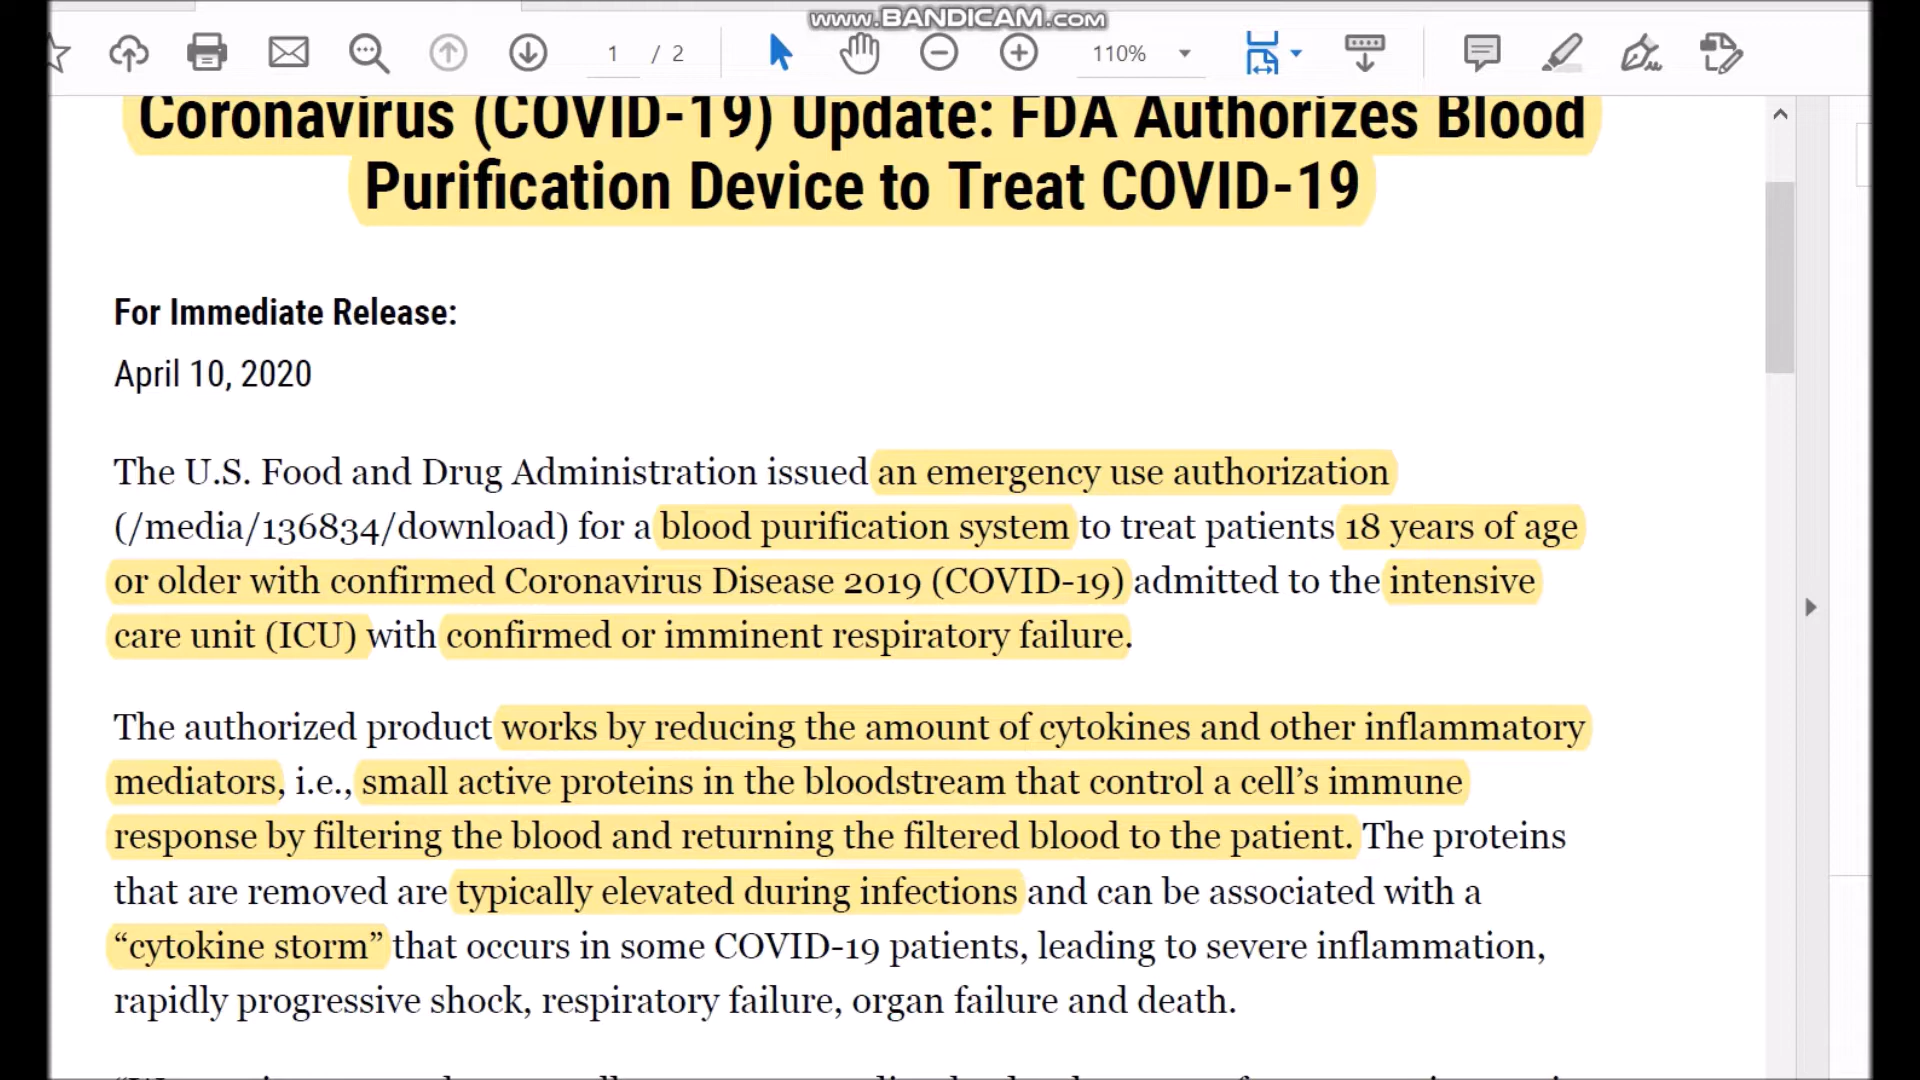 www.BANDICAM.com
1 / 2
110%
Coronavirus (COVID-19) Update: FDA Authorizes Blood
Purification Device to Treat COVID-19
For Immediate Release:
April 10, 2020
The U.S. Food and Drug Administration issued an emergency use authorization
(/media/136834/download) for a blood purification system to treat patients 18 years of age
or older with confirmed Coronavirus Disease 2019 (COVID-19) admitted to the intensive
care unit (ICU) with confirmed or imminent respiratory failure.
The authorized product works by reducing the amount of cytokines and other inflammatory
mediators, i.e., small active proteins in the bloodstream that control a cell’s immune
response by filtering the blood and returning the filtered blood to the patient. The proteins
that are removed are typically elevated during infections and can be associated with a
“cytokine storm” that occurs in some COVID-19 patients, leading to severe inflammation,
rapidly progressive shock, respiratory failure, organ failure and death.